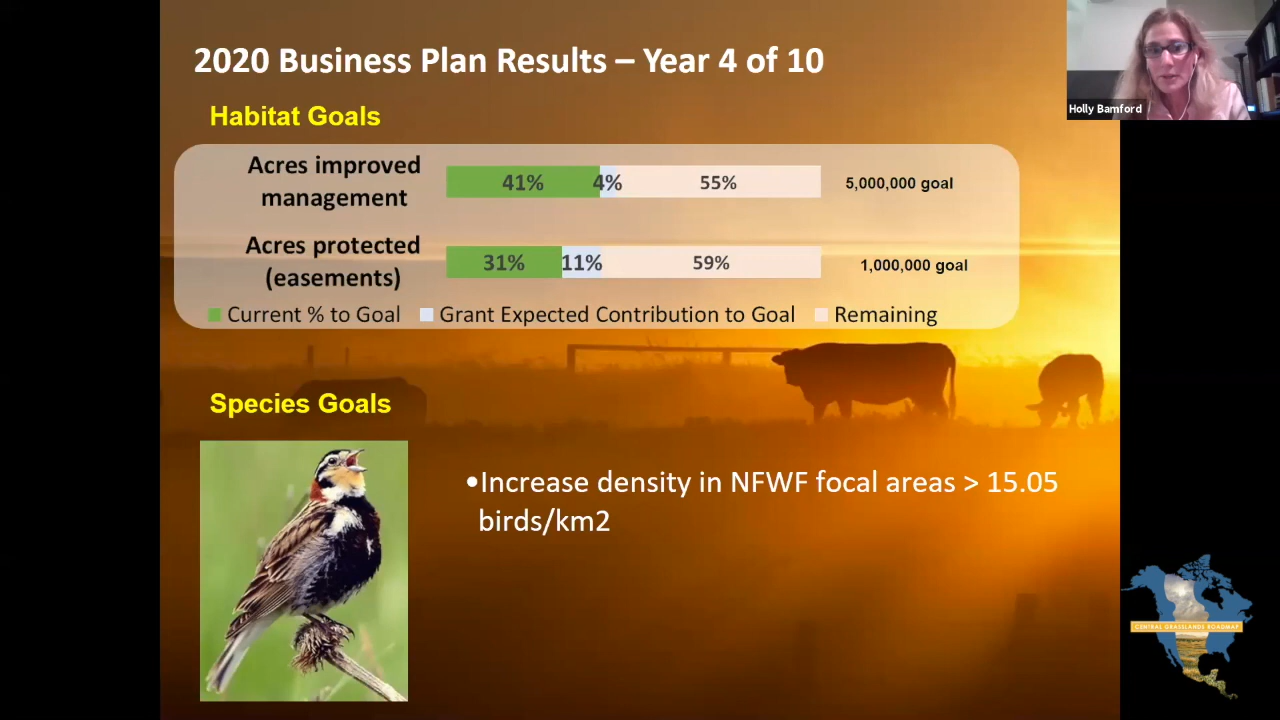 2020 Business Plan Results – Year 4 of 10
Holly Bamford
Habitat Goals
Acres improved
management
41%
4%
55%
5,000,000 goal
Acres protected
(easements)
31%
11%
59%
1,000,000 goal
Current % to Goal
Grant Expected Contribution to Goal
Remaining
Species Goals
•Increase density in NFWF focal areas > 15.05
birds/km2
CENTRAL GRASSLANDS ROADMAP